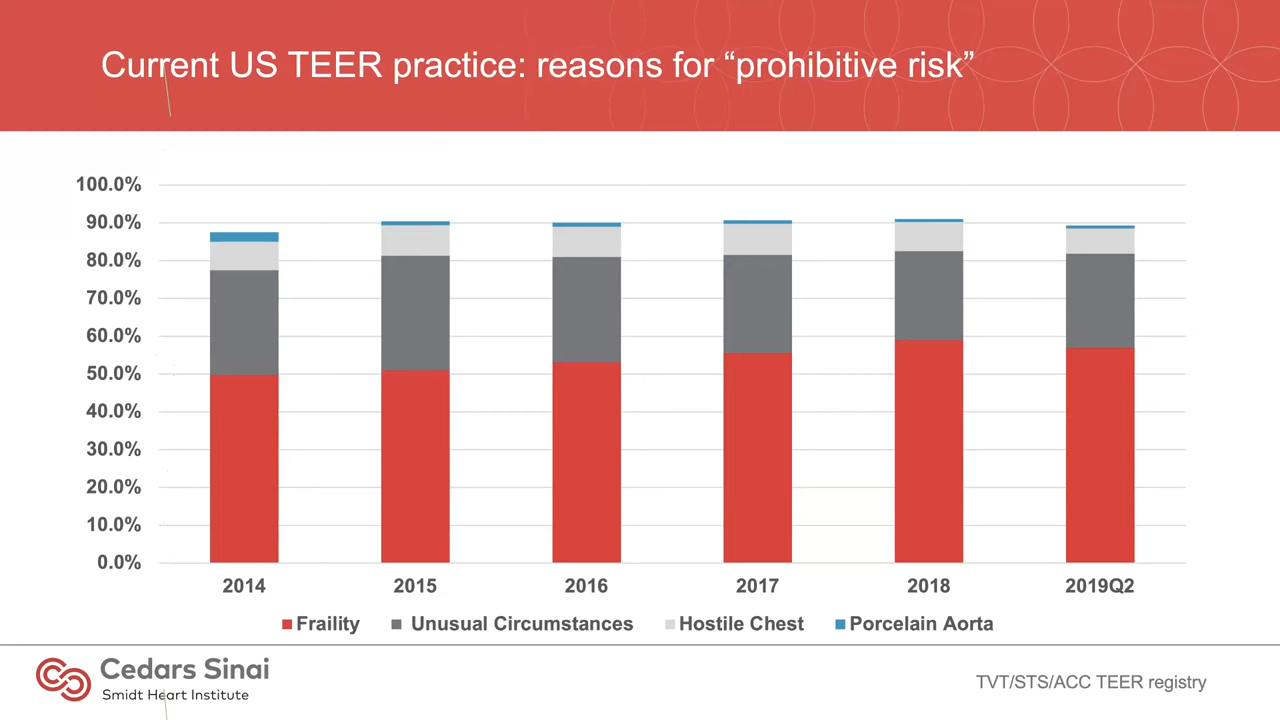 Current US TEER practice: reasons for “prohibitive risk”
100.0%
90.0%
80.0%
70.0%
60.0%
50.0%
40.0%
30.0%
20.0%
10.0%
0.0%
2014 2015 2016 2017 2018 2019Q2
Fraility Unusual Circumstances Hostile Chest Porcelain Aorta
Cedars Sinai
Smidt Heart Institute
TVT/STS/ACC TEER registry